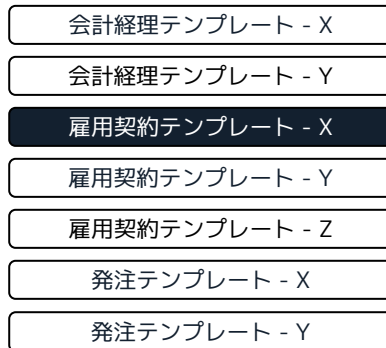 会計経理テンプレート - X
会計経理テンプレート - Y
雇用契約テンプレート - X
雇用契約テンプレート - Y
雇用契約テンプレート - Z
発注テンプレート - X
発注テンプレート - Y